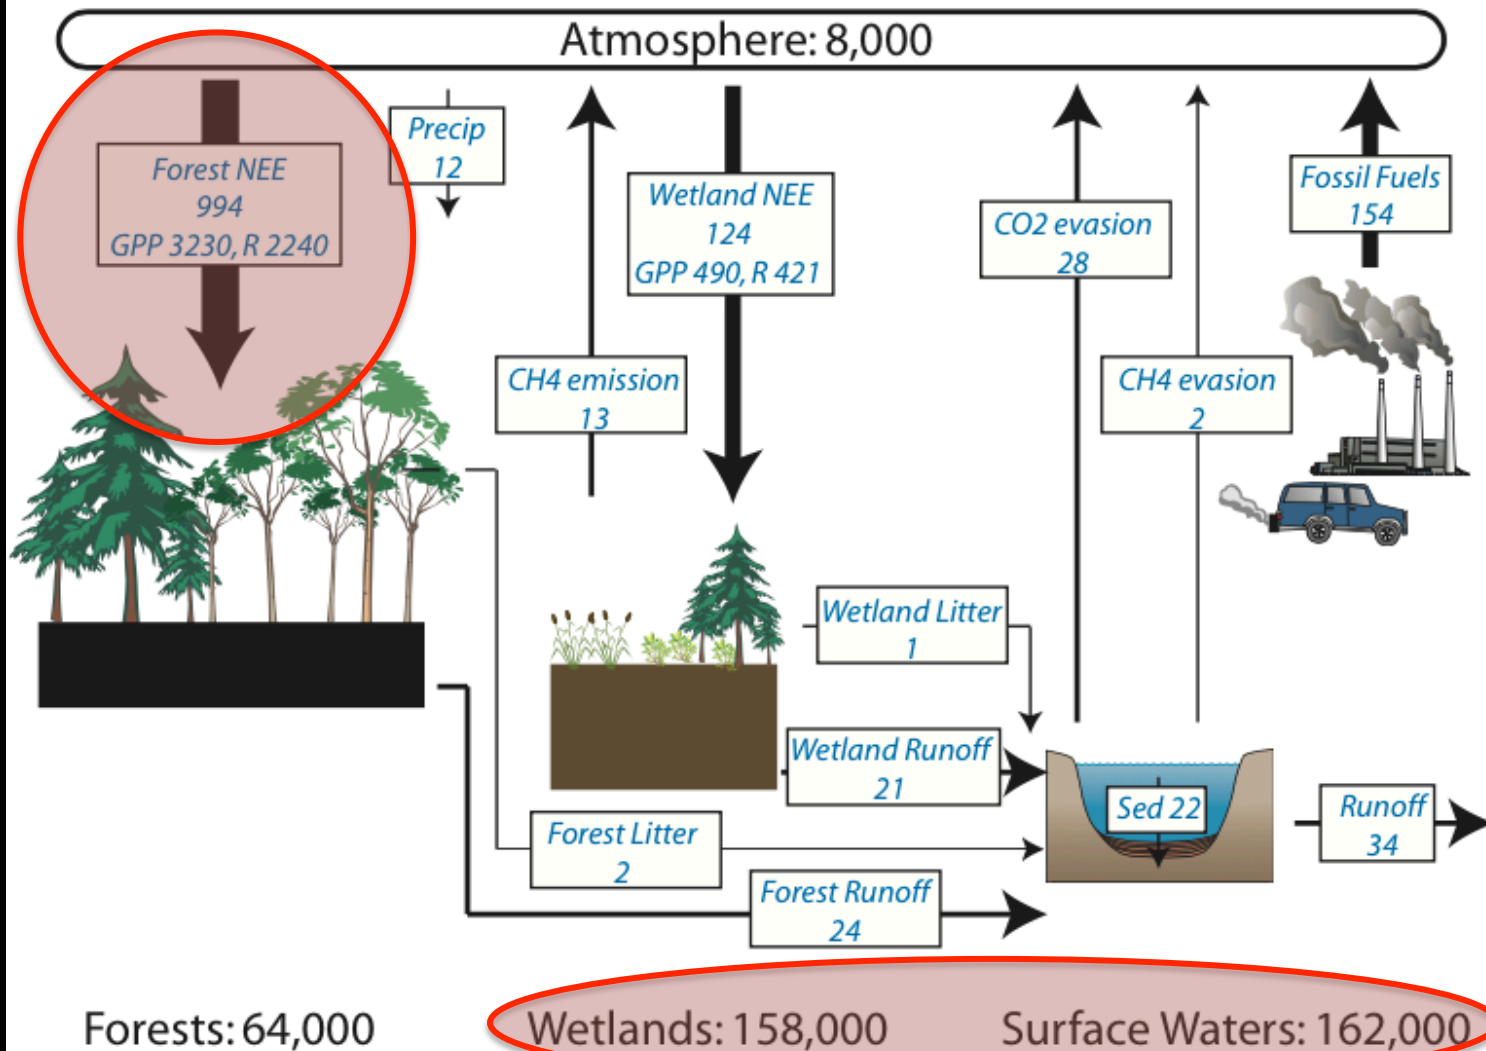 Atmosphere: 8,000
Forest NEE
994
GPP 3230, R 2240
Precip
12
CH4 emission
13
Wetland NEE
124
GPP 490, R 421
CO2 evasion
28
CH4 evasion
2
Fossil Fuels
154
Wetland Litter
1
Wetland Runoff
21
Forest Litter
2
Forest Runoff
24
Sed 22
Runoff
34
Forests: 64,000
Wetlands: 158,000
Surface Waters: 162,000